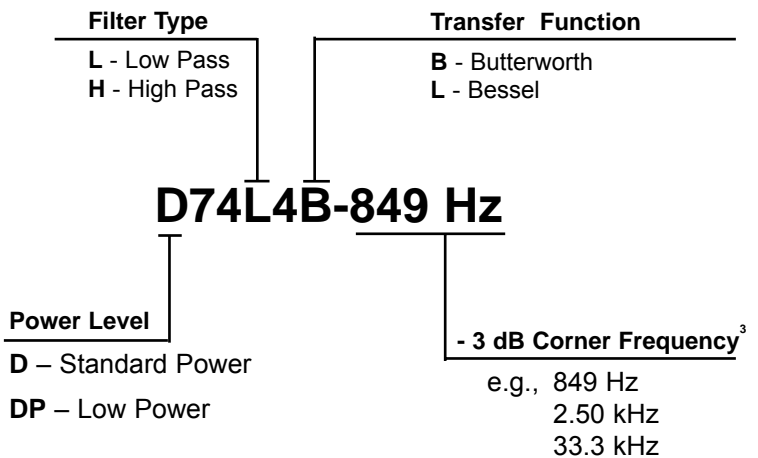 Filter Type
L - Low Pass
H - High Pass
Transfer Function
B - Butterworth
L - Bessel
D74L4B-849 Hz
Power Level
D – Standard Power
DP – Low Power
- 3 dB Corner Frequency³
e.g., 849 Hz
2.50 kHz
33.3 kHz